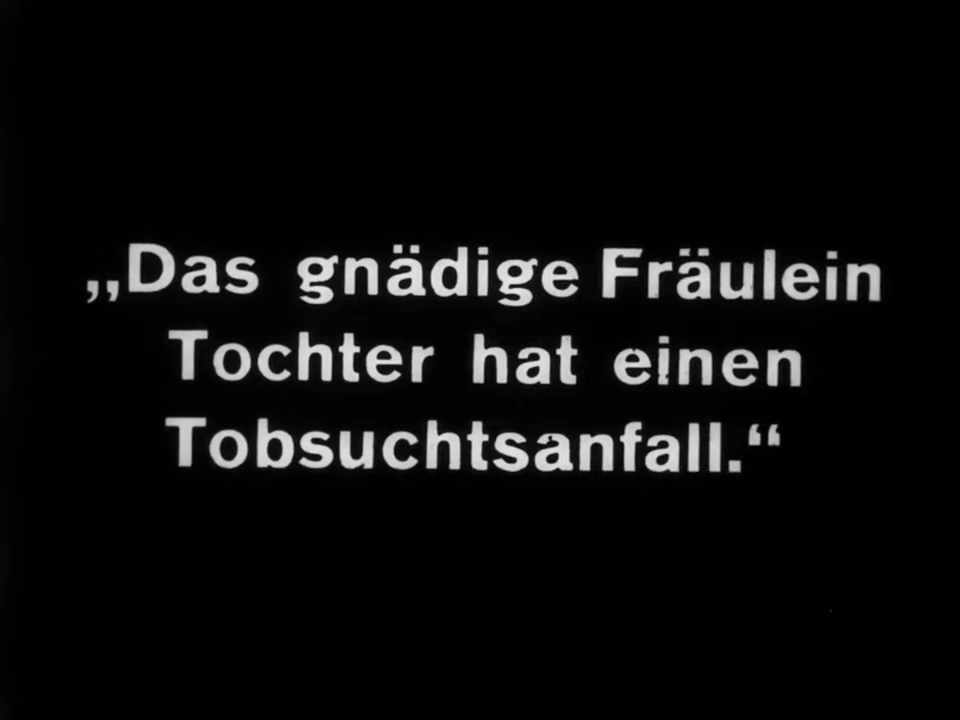 „Das gnädige Fräulein
Tochter hat einen
Tobsuchtsanfall.“